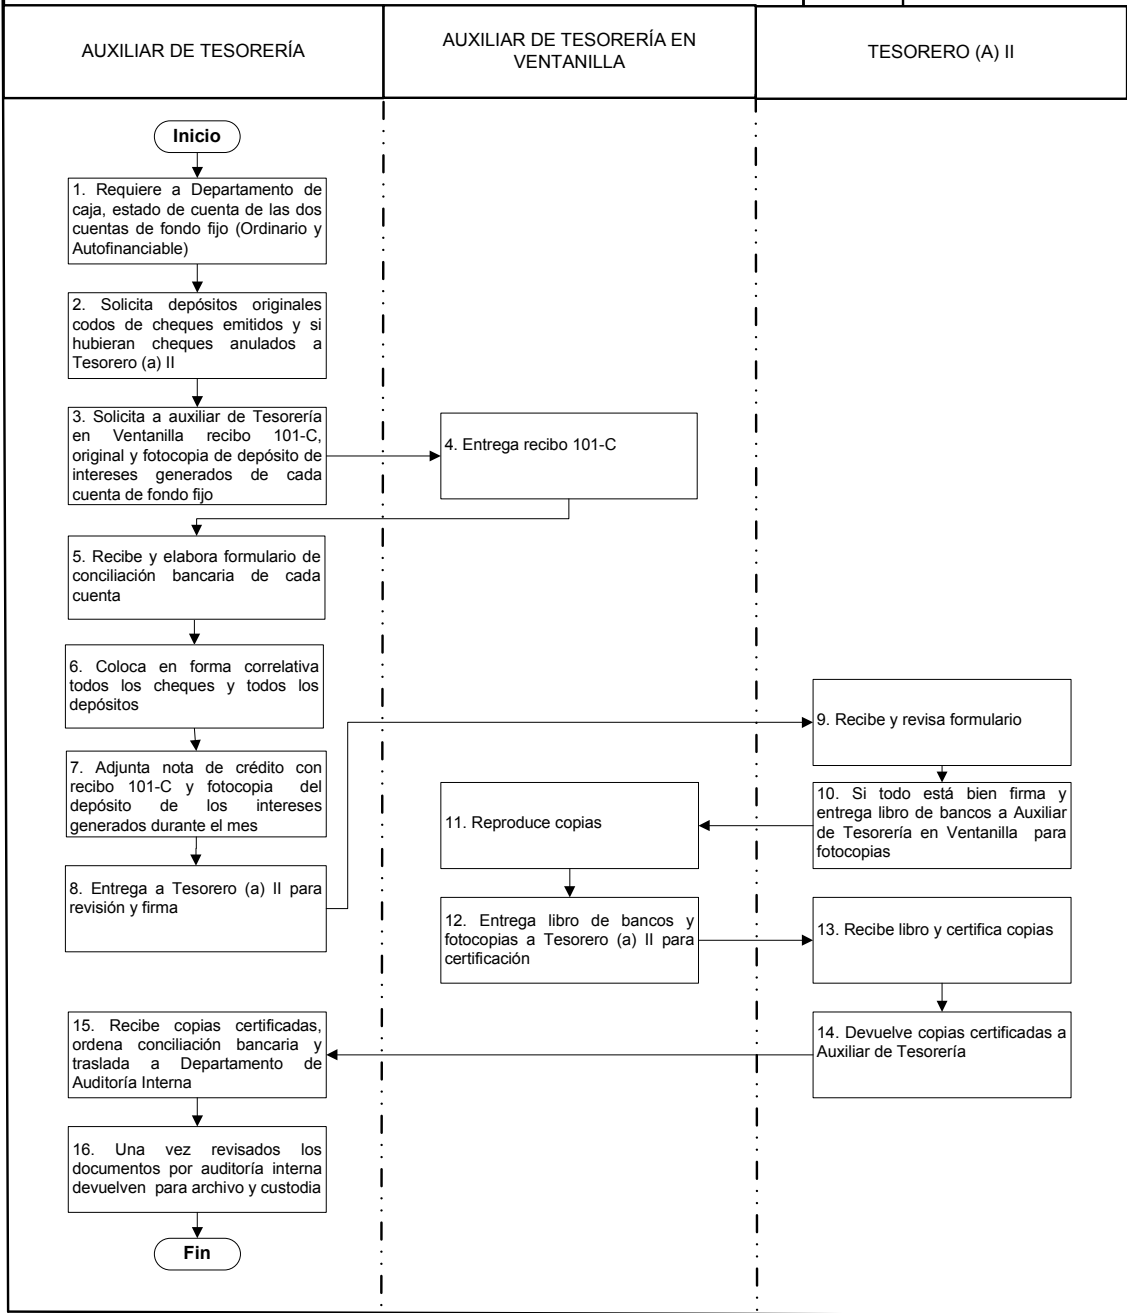 AUXILIAR DE TESORERÍA
AUXILIAR DE TESORERÍA EN
VENTANILLA
TESORERO (A) II
Inicio
1. Requiere a Departamento de
caja, estado de cuenta de las dos
cuentas de fondo fijo (Ordinario y
Autofinanciable)
2. Solicita depósitos originales
codos de cheques emitidos y si
hubieran cheques anulados a
Tesorero (a) II
3. Solicita a auxiliar de Tesorería
en Ventanilla recibo 101-C,
original y fotocopia de depósito de
intereses generados de cada
cuenta de fondo fijo
4. Entrega recibo 101-C
5. Recibe y elabora formulario de
conciliación bancaria de cada
cuenta
6. Coloca en forma correlativa
todos los cheques y todos los
depósitos
7. Adjunta nota de crédito con
recibo 101-C y fotocopia del
depósito de los intereses
generados durante el mes
8. Entrega a Tesorero (a) II para
revisión y firma
9. Recibe y revisa formulario
10. Si todo está bien firma y
entrega libro de bancos a Auxiliar
de Tesorería en Ventanilla para
fotocopias
11. Reproduce copias
12. Entrega libro de bancos y
fotocopias a Tesorero (a) II para
certificación
13. Recibe libro y certifica copias
14. Devuelve copias certificadas a
Auxiliar de Tesorería
15. Recibe copias certificadas,
ordena conciliación bancaria y
traslada a Departamento de
Auditoría Interna
16. Una vez revisados los
documentos por auditoría interna
devuelven para archivo y custodia
Fin